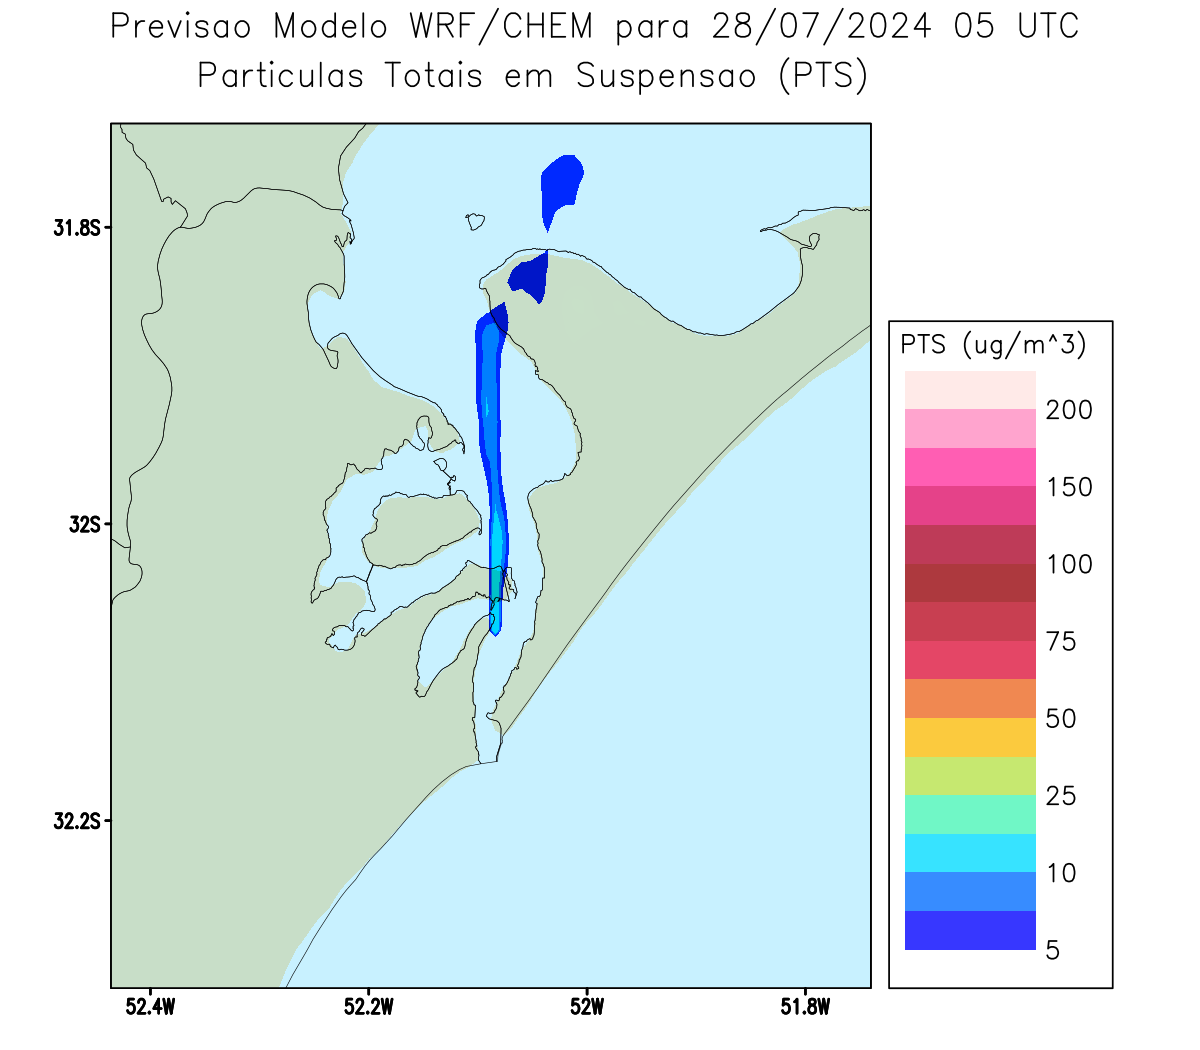 Previsao Modelo WRF/CHEM para 28/07/2024 05 UTC
Particulas Totais em Suspensao (PTS)
31.8S
32S
32.2S
52.4W
52.2W
52W
51.8W
PTS (ug/m^3)
200
150
100
75
50
25
10
5